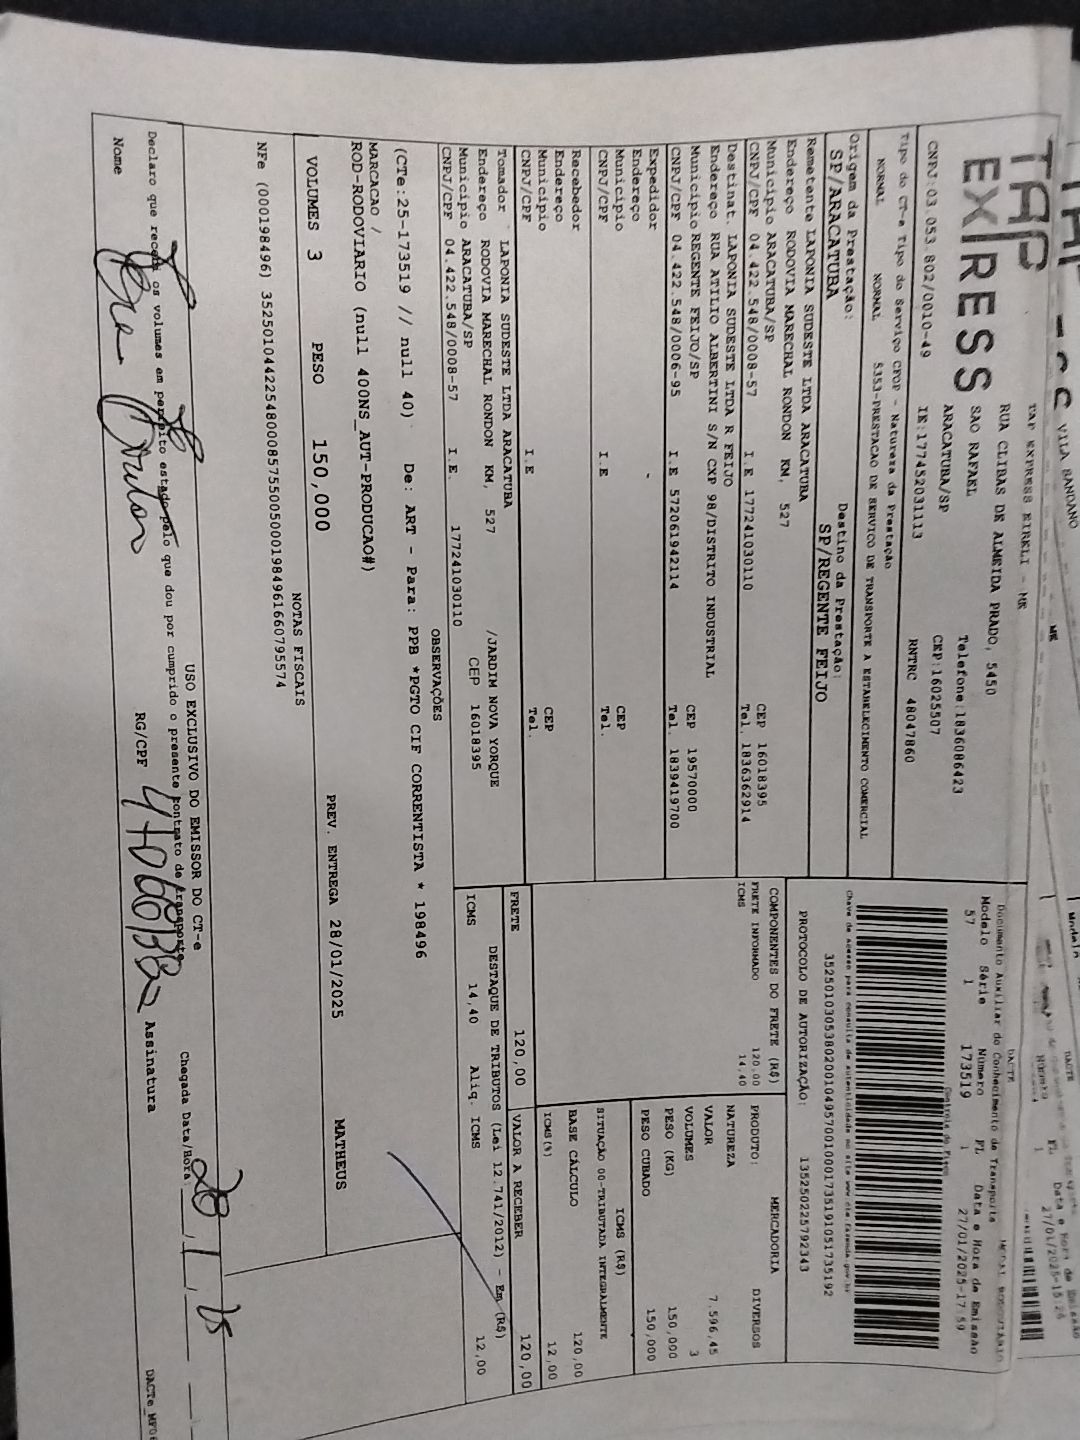 VILA BANDANO
ME
TAP EXPRESS EIRELI - ME
RUA CLIBAS DE ALMEIDA PRADO, 5450
SAO RAFAEL
ARACATUBA/SP
TAP
EXPRESS
Telefone:1836086423
CEP:16025507
CNPJ:03.053.802/0010-49 IE:177452031113 RNTRC 48047860
DACTE
Documento Auxiliar do Conhecimento de Transporte
Modelo Série Número FL Data e Hora de Emissão
57 1 173519 1 27/01/2025-17:59
Controle do Fisco
Tipo do CT-e Tipo do Serviço CFOP - Natureza da Prestação
NORMAL NORMAL 5353-PRESTACAO DE SERVICO DE TRANSPORTE A ESTABELECIMENTO COMERCIAL
Chave de Acesso para consulta de autenticidade no site www.cte.fazenda.gov.br
Origem da Prestação: Destino da Prestação:
SP/ARACATUBA SP/REGENTE FEIJO
PROTOCOLO DE AUTORIZAÇÃO: 135250225792343
Remetente LAPONIA SUDESTE LTDA ARACATUBA
Endereço RODOVIA MARECHAL RONDON KM, 527
Município ARACATUBA/SP CEP 16018395
CNPJ/CPF 04.422.548/0008-57 I.E 177241030110 Tel. 1836362914
Destinat. LAPONIA SUDESTE LTDA R FEIJO
Endereço RUA ATILIO ALBERTINI S/N CXP 98/DISTRITO INDUSTRIAL
Município REGENTE FEIJO/SP CEP 19570000
CNPJ/CPF 04.422.548/0006-95 I.E 572061942114 Tel. 1839419700
Expedidor -
Endereço
Município CEP
CNPJ/CPF I.E Tel.
Recebedor
Endereço
Município CEP
CNPJ/CPF I.E Tel.
Tomador LAPONIA SUDESTE LTDA ARACATUBA
Endereço RODOVIA MARECHAL RONDON KM, 527 /JARDIM NOVA YORQUE
Município ARACATUBA/SP CEP 16018395
CNPJ/CPF 04.422.548/0008-57 I.E. 177241030110
COMPONENTES DO FRETE (R$)
FRETE INFORMADO 120,00
ICMS 14,40
MERCADORIA
PRODUTO: DIVERSOS
NATUREZA
VALOR 7.596,45
VOLUMES 3
PESO (KG) 150,000
PESO CUBADO 150,000
ICMS (R$)
SITUAÇÃO 00-TRIBUTADA INTEGRALMENTE
BASE CÁLCULO 120,00
ICMS(%) 12,00
FRETE 120,00 VALOR A RECEBER 120,00
DESTAQUE DE TRIBUTOS (Lei 12.741/2012) - Em (R$)
ICMS 14,40 Aliq. ICMS 12,00
OBSERVAÇÕES
(CTe:25-173519 // null 40) De: ART - Para: PPB *PGTO CIF CORRENTISTA * 198496
MARCACAO /
ROD-RODOVIARIO (null 400NS_AUT-PRODUCAO#)
VOLUMES 3 PESO 150,000 PREV. ENTREGA 28/01/2025 MATHEUS
NOTAS FISCAIS
NFe (000198496) 35250104422548000857550050001984961660795574
USO EXCLUSIVO DO EMISSOR DO CT-e
Declaro que recebi os volumes em perfeito estado pelo que dou por cumprido o presente contrato de transporte
Chegada Data/Hora 28/1/25
Nome RG/CPF Assinatura